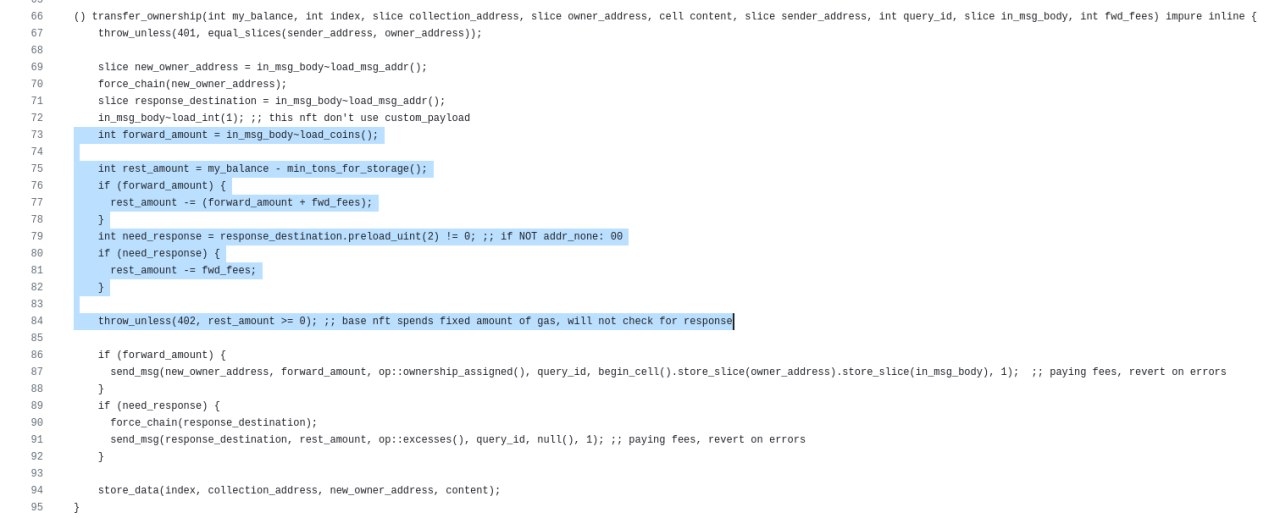 65
66 () transfer_ownership(int my_balance, int index, slice collection_address, slice owner_address, cell content, slice sender_address, int query_id, slice in_msg_body, int fwd_fees) impure inline {
67     throw_unless(401, equal_slices(sender_address, owner_address));
68
69     slice new_owner_address = in_msg_body~load_msg_addr();
70     force_chain(new_owner_address);
71     slice response_destination = in_msg_body~load_msg_addr();
72     in_msg_body~load_int(1); ;; this nft don't use custom_payload
73     int forward_amount = in_msg_body~load_coins();
74
75     int rest_amount = my_balance - min_tons_for_storage();
76     if (forward_amount) {
77       rest_amount -= (forward_amount + fwd_fees);
78     }
79     int need_response = response_destination.preload_uint(2) != 0; ;; if NOT addr_none: 00
80     if (need_response) {
81       rest_amount -= fwd_fees;
82     }
83
84     throw_unless(402, rest_amount >= 0); ;; base nft spends fixed amount of gas, will not check for response
85
86     if (forward_amount) {
87       send_msg(new_owner_address, forward_amount, op::ownership_assigned(), query_id, begin_cell().store_slice(owner_address).store_slice(in_msg_body), 1);  ;; paying fees, revert on errors
88     }
89     if (need_response) {
90       force_chain(response_destination);
91       send_msg(response_destination, rest_amount, op::excesses(), query_id, null(), 1); ;; paying fees, revert on errors
92     }
93
94     store_data(index, collection_address, new_owner_address, content);
95 }